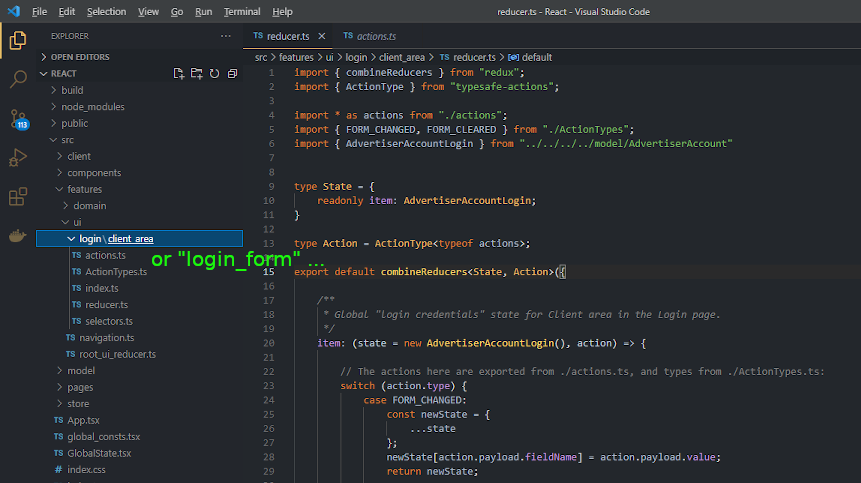 File Edit Selection View Go Run Terminal Help reducer.ts - React - Visual Studio Code
EXPLORER ...
OPEN EDITORS
REACT
build
node_modules
113
public
src
client
components
features
domain
ui
login\client_area
TS actions.ts
TS ActionTypes.ts
TS index.ts
TS reducer.ts
TS selectors.ts
TS navigation.ts
TS root_ui_reducer.ts
model
pages
store
TS App.tsx
TS global_consts.tsx
TS GlobalState.tsx
# index.css
or "login_form" ...
TS reducer.ts × TS actions.ts
src > features > ui > login > client_area > TS reducer.ts > default
1 import { combineReducers } from "redux";
2 import { ActionType } from "typesafe-actions";
3
4 import * as actions from "./actions";
5 import { FORM_CHANGED, FORM_CLEARED } from "./ActionTypes";
6 import { AdvertiserAccountLogin } from "../../../../model/AdvertiserAccount"
7
8
9 type State = {
10 readonly item: AdvertiserAccountLogin;
11 }
12
13 type Action = ActionType<typeof actions>;
15 export default combineReducers<State, Action>({
16
17 /**
18 * Global "login credentials" state for Client area in the Login page.
19 */
20 item: (state = new AdvertiserAccountLogin(), action) => {
21
22 // The actions here are exported from ./actions.ts, and types from ./ActionTypes.ts:
23 switch (action.type) {
24 case FORM_CHANGED:
25 const newState = {
26 ...state
27 };
28 newState[action.payload.fieldName] = action.payload.value;
29 return newState;